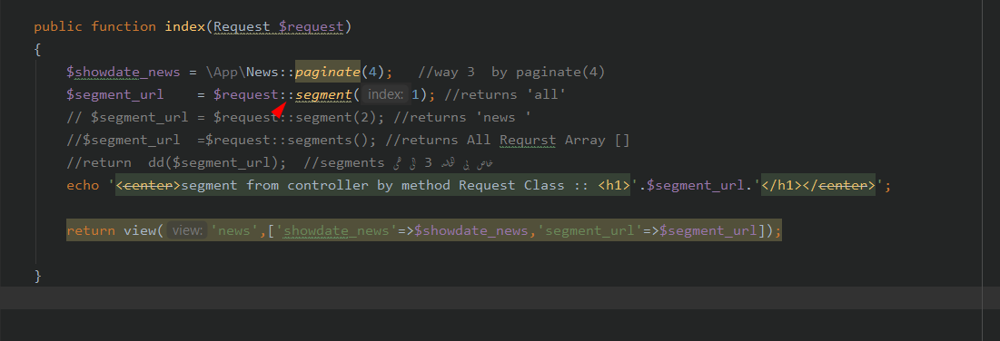 public function index(Request $request)
{
$showdate_news = \App\News::paginate(4);   //way 3  by paginate(4)
$segment_url    = $request::segment( index: 1); //returns 'all'
// $segment_url = $request::segment(2); //returns 'news '
//$segment_url  =$request::segments(); //returns All Requrst Array []
//return  dd($segment_url);  //segments 3
echo '<center>segment from controller by method Request Class :: <h1>'.$segment_url.'</h1></center>';
return view( view: 'news',['showdate_news'=>$showdate_news,'segment_url'=>$segment_url]);
}